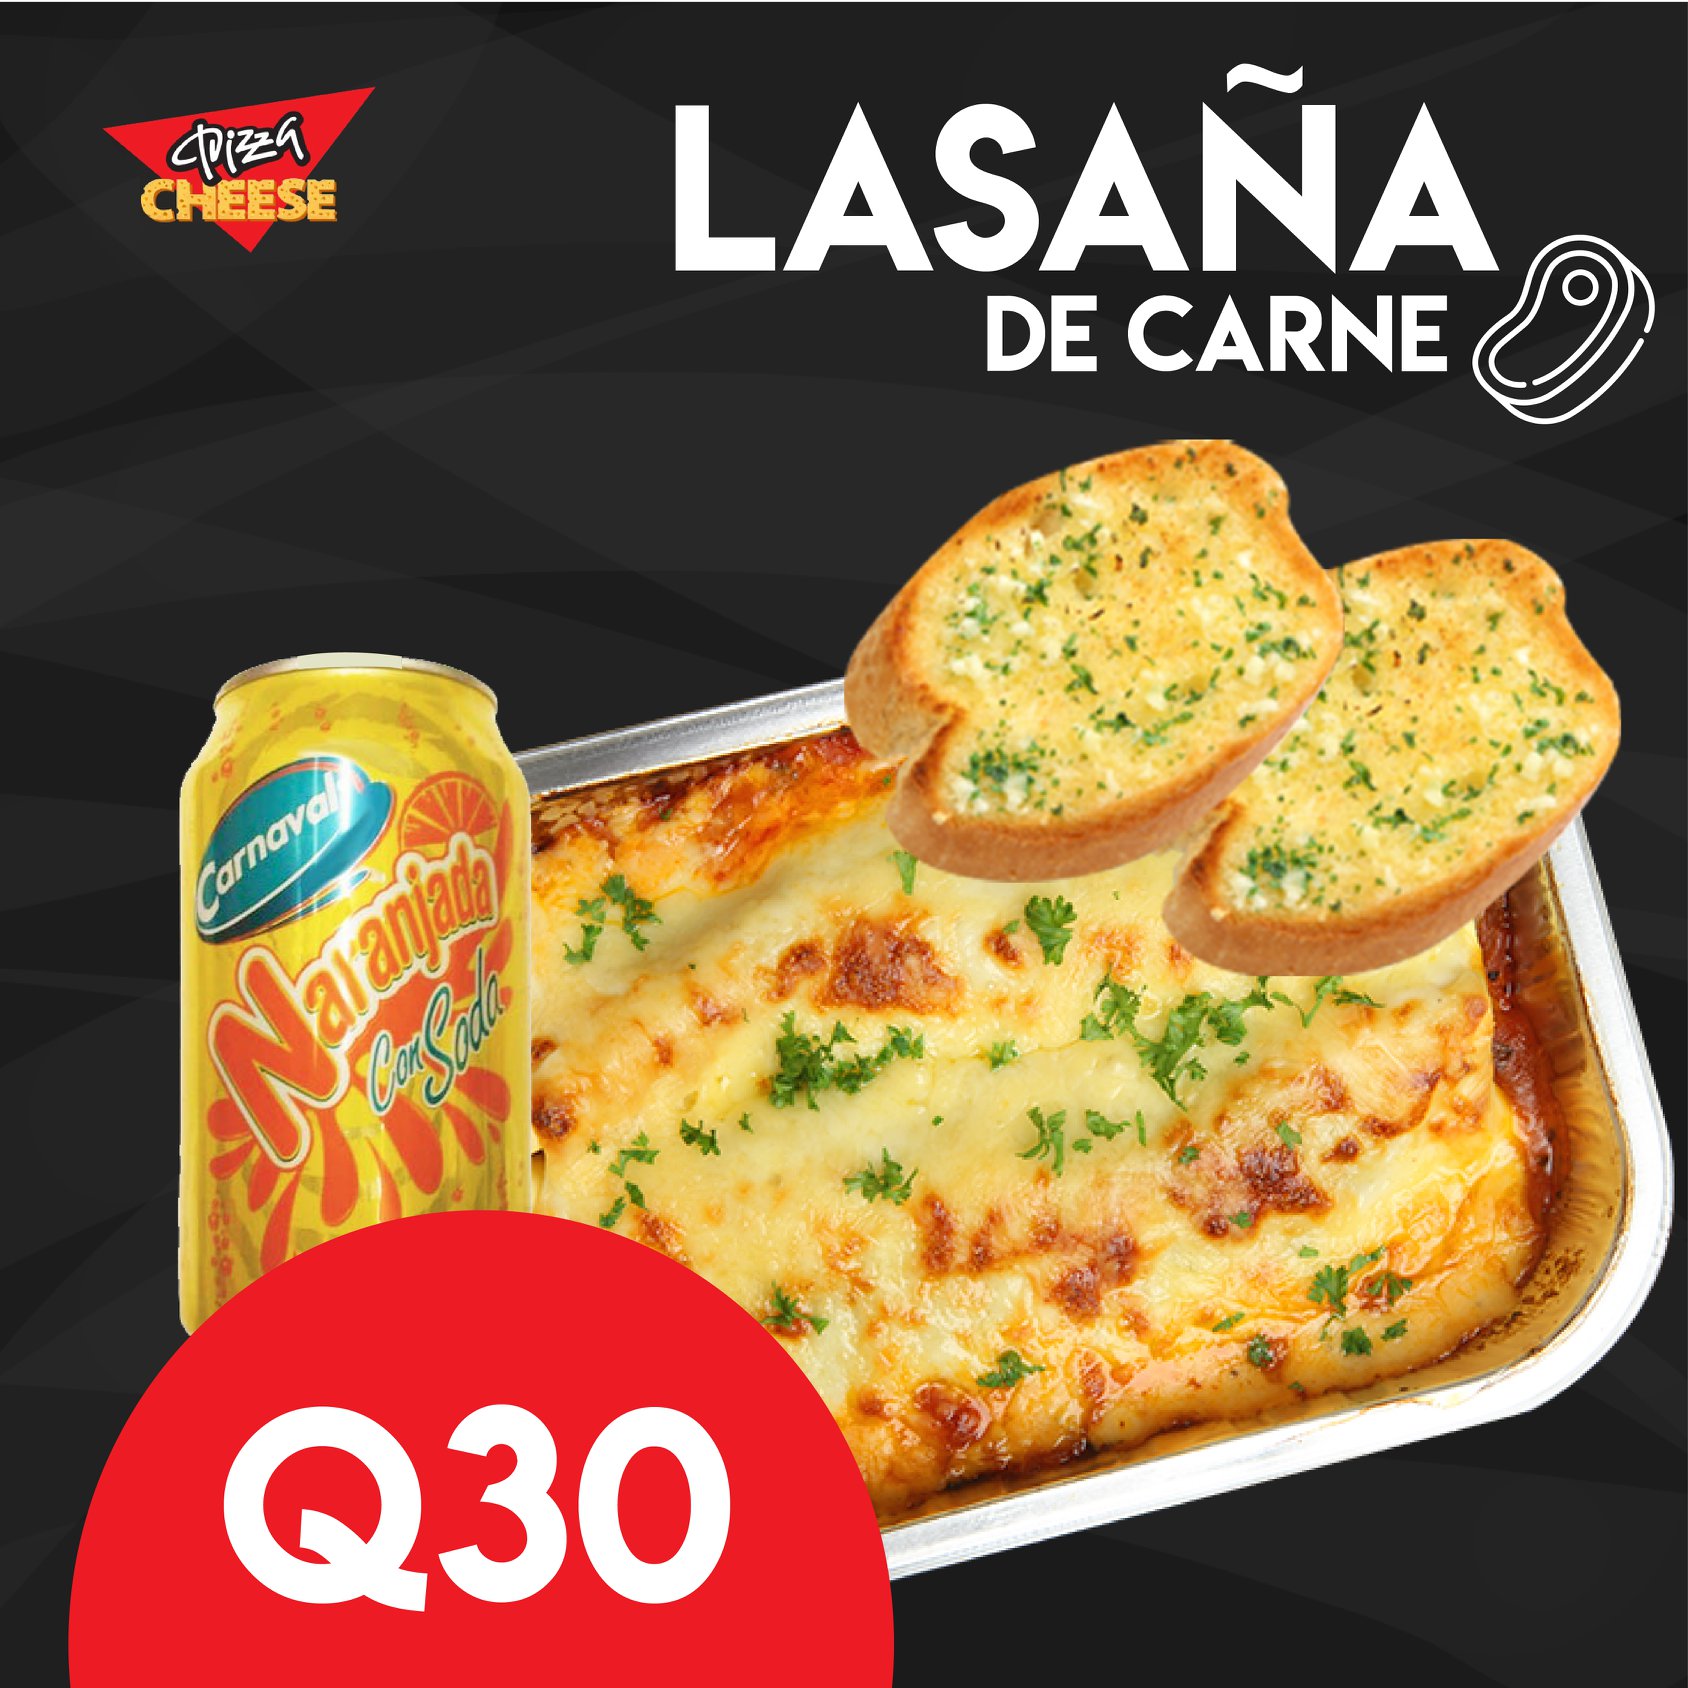 Pizza
CHEESE
LASAÑA
DE CARNE
Carnaval
Naranjada
Con Soda
Q30